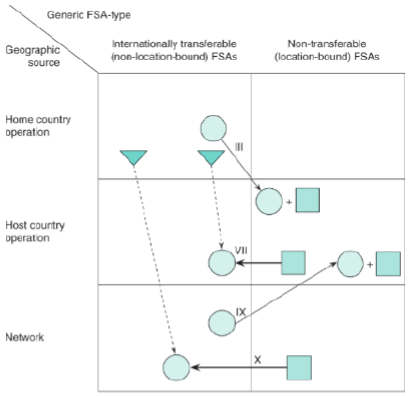 Generic FSA-type
Geographic
source
Internationally transferable
(non-location-bound) FSAs
Non-transferable
(location-bound) FSAs
Home country
operation
III
+
Host country
operation
VII
+
IX
Network
X